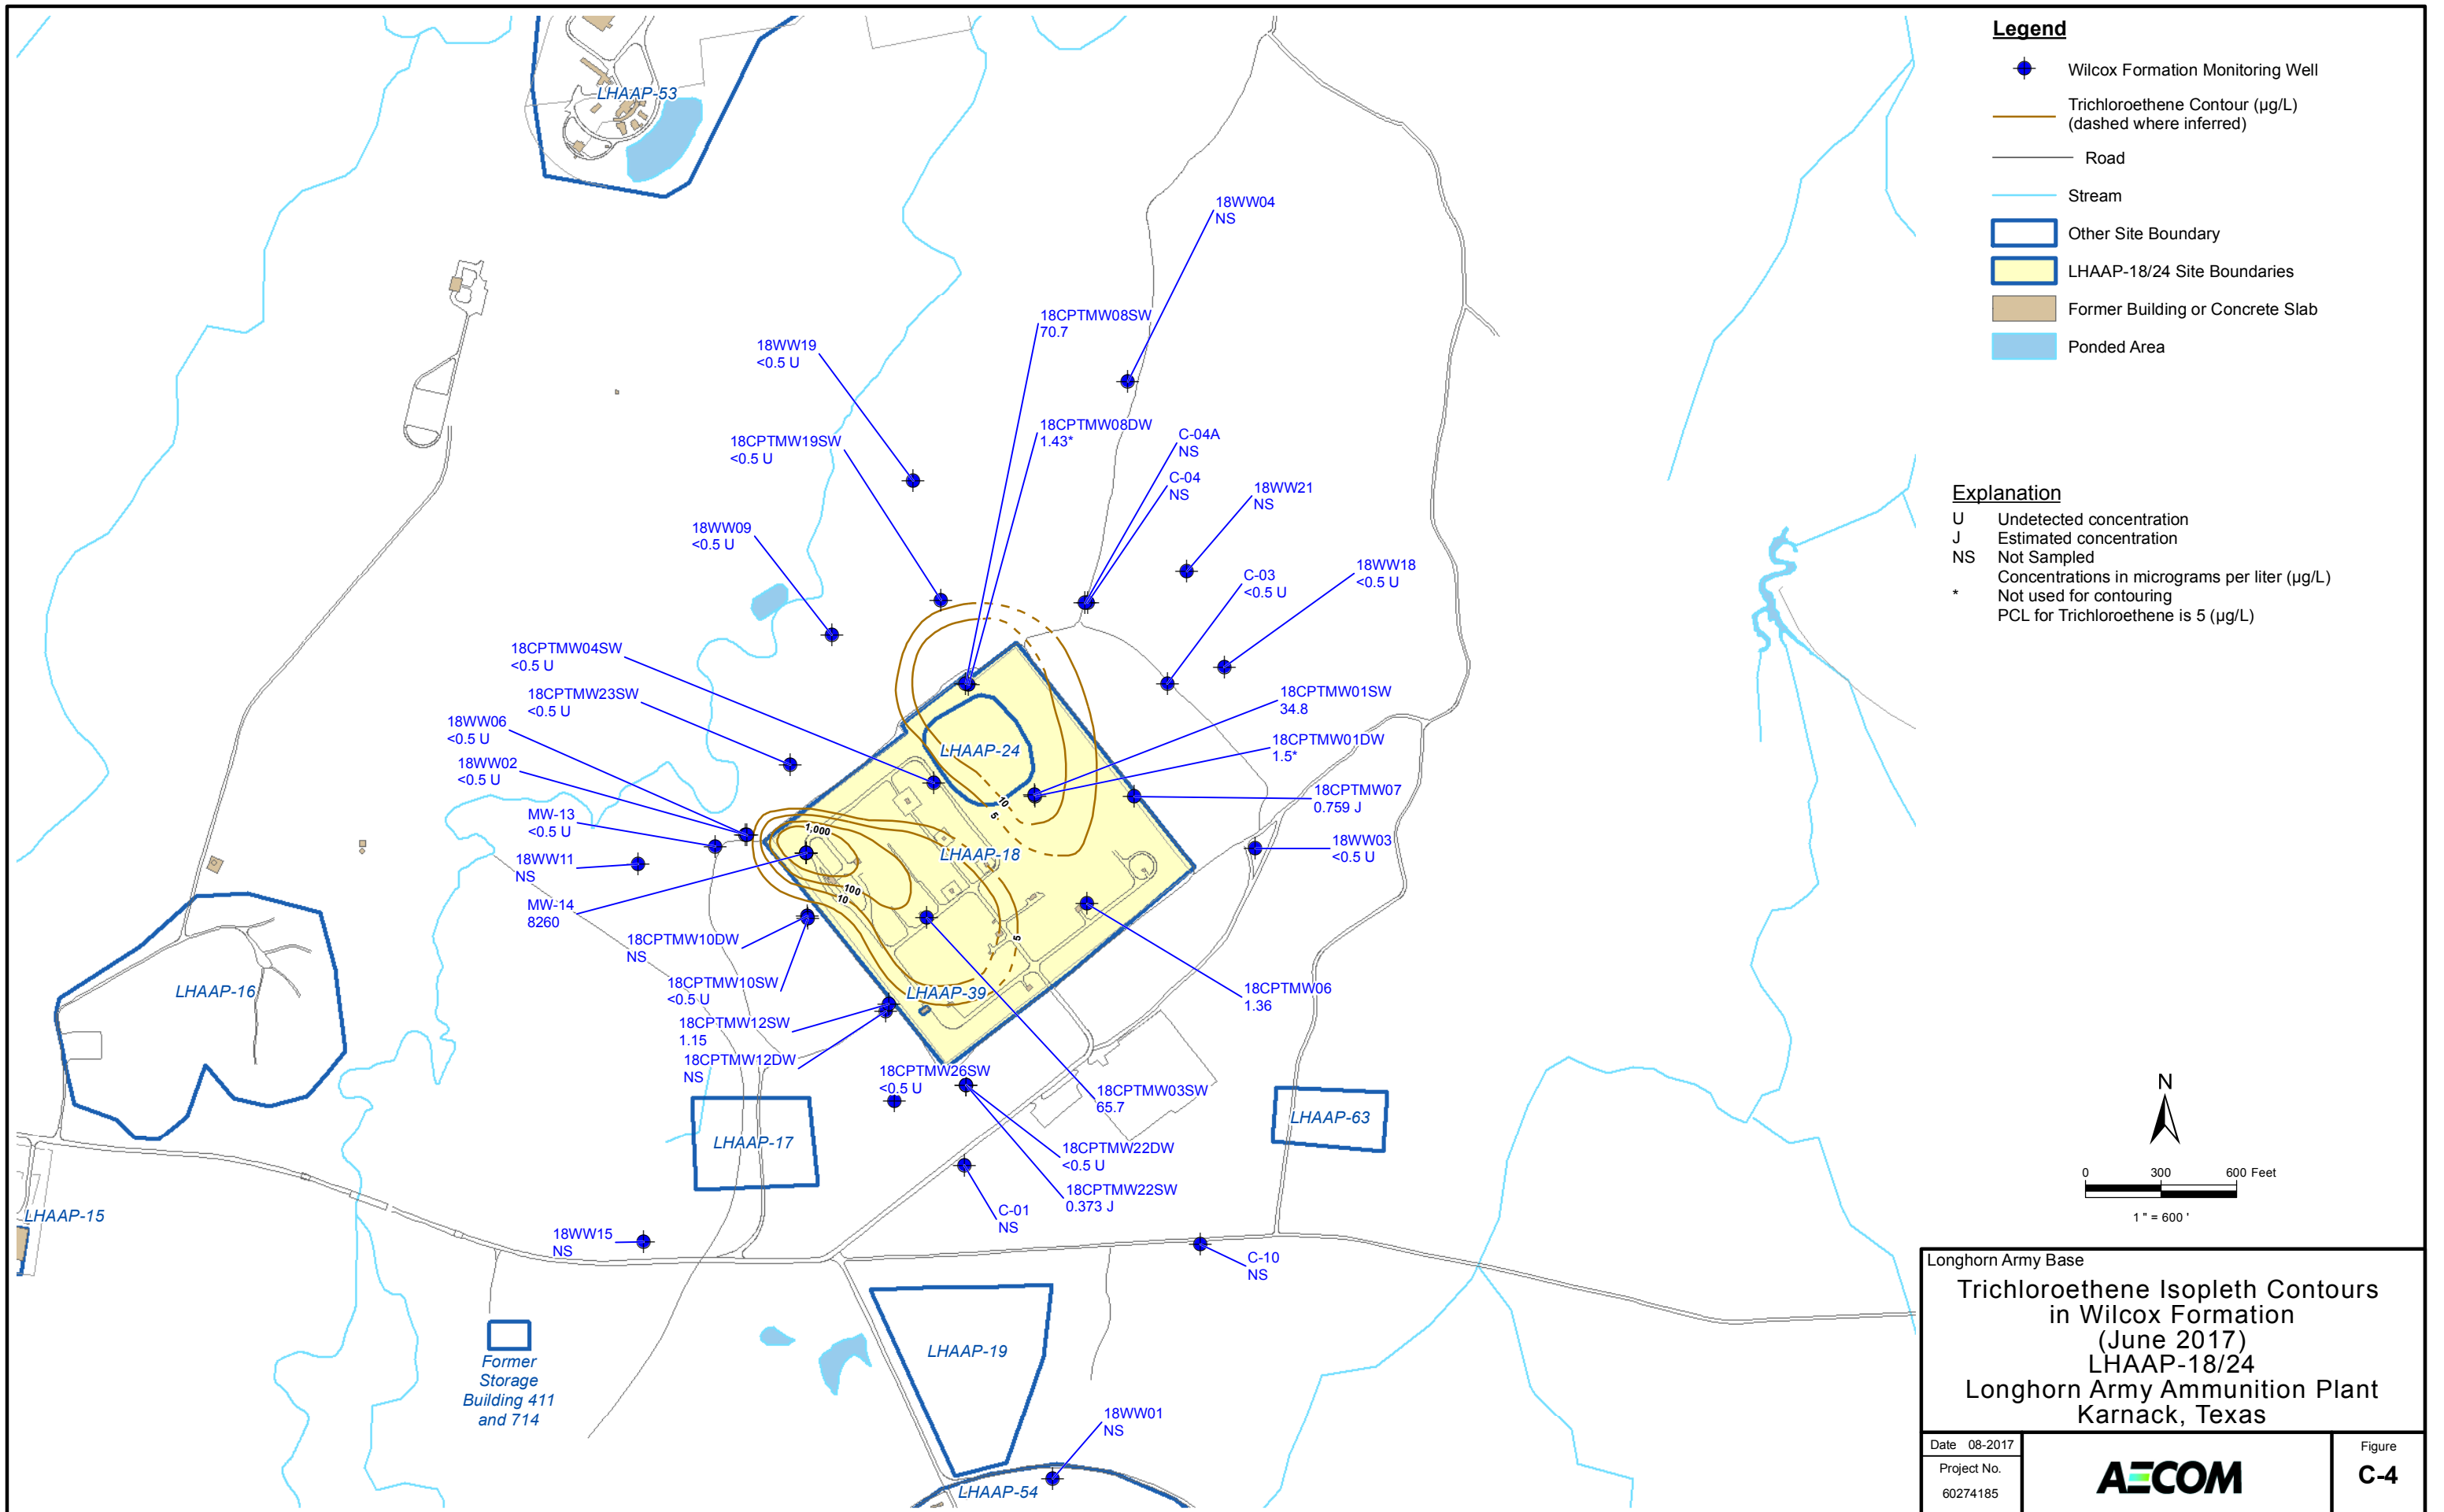 LHAAP-53
18WW04
NS
18CPTMW08SW
70.7
18WW19
<0.5 U
18CPTMW08DW
1.43*
18CPTMW19SW
<0.5 U
C-04A
NS
C-04
NS
18WW21
NS
18WW09
<0.5 U
C-03
<0.5 U
18WW18
<0.5 U
18CPTMW04SW
<0.5 U
18CPTMW23SW
<0.5 U
18WW06
<0.5 U
18WW02
<0.5 U
MW-13
<0.5 U
18WW11
NS
MW-14
8260
18CPTMW01SW
34.8
18CPTMW01DW
1.5*
18CPTMW07
0.759 J
18WW03
<0.5 U
LHAAP-24
LHAAP-18
10
5
1,000
100
10
5
18CPTMW10DW
NS
18CPTMW10SW
<0.5 U
LHAAP-39
18CPTMW12SW
1.15
18CPTMW12DW
NS
18CPTMW26SW
<0.5 U
18CPTMW06
1.36
18CPTMW03SW
65.7
18CPTMW22DW
<0.5 U
18CPTMW22SW
0.373 J
C-01
NS
LHAAP-16
LHAAP-17
LHAAP-63
LHAAP-15
18WW15
NS
C-10
NS
Former
Storage
Building 411
and 714
LHAAP-19
18WW01
NS
LHAAP-54
Legend
Wilcox Formation Monitoring Well
Trichloroethene Contour (µg/L)
(dashed where inferred)
Road
Stream
Other Site Boundary
LHAAP-18/24 Site Boundaries
Former Building or Concrete Slab
Ponded Area
Explanation
U Undetected concentration
J Estimated concentration
NS Not Sampled
Concentrations in micrograms per liter (µg/L)
* Not used for contouring
PCL for Trichloroethene is 5 (µg/L)
N
0 300 600 Feet
1 " = 600 '
Longhorn Army Base
Trichloroethene Isopleth Contours
in Wilcox Formation
(June 2017)
LHAAP-18/24
Longhorn Army Ammunition Plant
Karnack, Texas
Date 08-2017
Project No.
60274185
AECOM
Figure
C-4